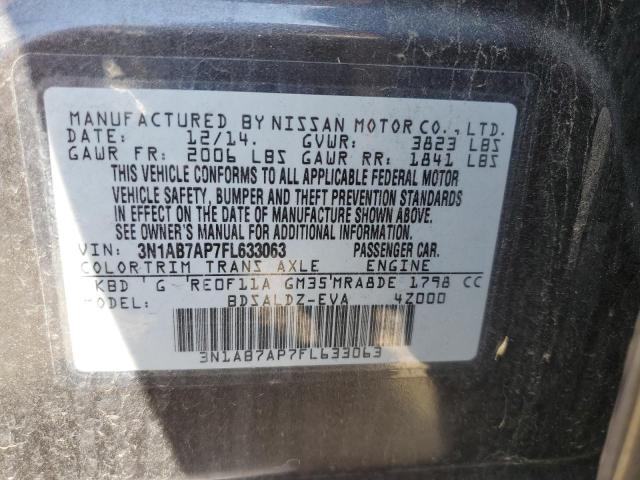 MANUFACTURED BY NISSAN MOTOR CO., LTD.
DATE: 12/14. GVWR: 3823 LBS
GAWR FR: 2006 LBS GAWR RR: 1841 LBS
THIS VEHICLE CONFORMS TO ALL APPLICABLE FEDERAL MOTOR
VEHICLE SAFETY, BUMPER AND THEFT PREVENTION STANDARDS
IN EFFECT ON THE DATE OF MANUFACTURE SHOWN ABOVE.
SEE OWNER'S MANUAL FOR ADDITIONAL INFORMATION.
VIN: 3N1AB7AP7FL633063 PASSENGER CAR.
COLOR TRIM TRANS AXLE ENGINE
KBD G RE0F11A GM35 MRA8DE 1798 CC
MODEL: BDSALDZ-EVA 4Z000
3N1AB7AP7FL633063